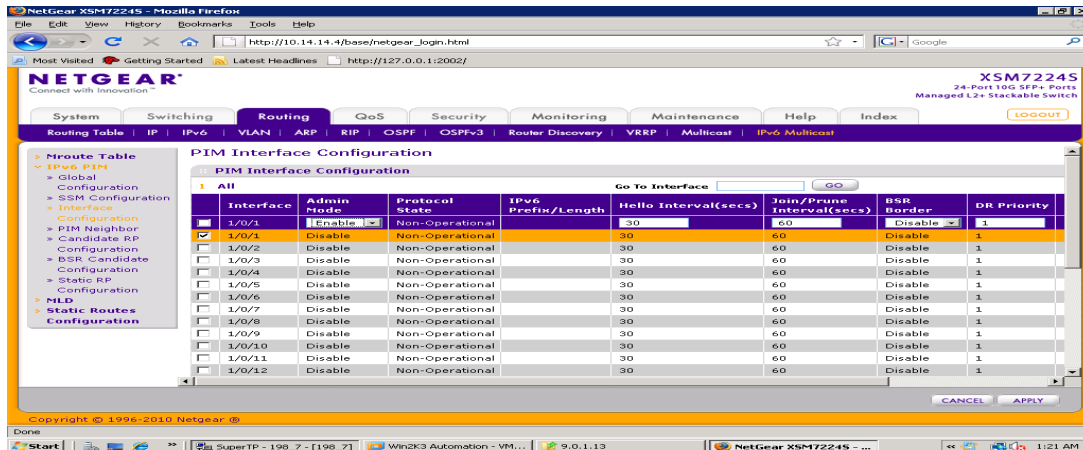 NetGear XSM7224S - Mozilla Firefox
File Edit View History Bookmarks Tools Help
http://10.14.14.4/base/netgear_login.html
Google
Most Visited Getting Started Latest Headlines http://127.0.0.1:2002/
NETGEAR
Connect with Innovation™
XSM7224S
24-Port 10G SFP+ Ports
Managed L2+ Stackable Switch
System Switching Routing QoS Security Monitoring Maintenance Help Index LOGOUT
Routing Table | IP | IPv6 | VLAN | ARP | RIP | OSPF | OSPFv3 | Router Discovery | VRRP | Multicast | IPv6 Multicast
Mroute Table
IPv6 PIM
» Global
Configuration
» SSM Configuration
» Interface
Configuration
» PIM Neighbor
» Candidate RP
Configuration
» BSR Candidate
Configuration
» Static RP
Configuration
MLD
Static Routes
Configuration
PIM Interface Configuration
PIM Interface Configuration
1 All Go To Interface GO
Interface Admin Mode Protocol State IPv6 Prefix/Length Hello Interval(secs) Join/Prune Interval(secs) BSR Border DR Priority
1/0/1 Enable Non-Operational 30 60 Disable 1
1/0/1 Disable Non-Operational 30 60 Disable 1
1/0/2 Disable Non-Operational 30 60 Disable 1
1/0/3 Disable Non-Operational 30 60 Disable 1
1/0/4 Disable Non-Operational 30 60 Disable 1
1/0/5 Disable Non-Operational 30 60 Disable 1
1/0/6 Disable Non-Operational 30 60 Disable 1
1/0/7 Disable Non-Operational 30 60 Disable 1
1/0/8 Disable Non-Operational 30 60 Disable 1
1/0/9 Disable Non-Operational 30 60 Disable 1
1/0/10 Disable Non-Operational 30 60 Disable 1
1/0/11 Disable Non-Operational 30 60 Disable 1
1/0/12 Disable Non-Operational 30 60 Disable 1
CANCEL APPLY
Copyright © 1996-2010 Netgear ®
Done
Start » SuperTP - 198 7 - [198 7] Win2K3 Automation - VM... 9.0.1.13 NetGear XSM7224S - ... « 1:21 AM